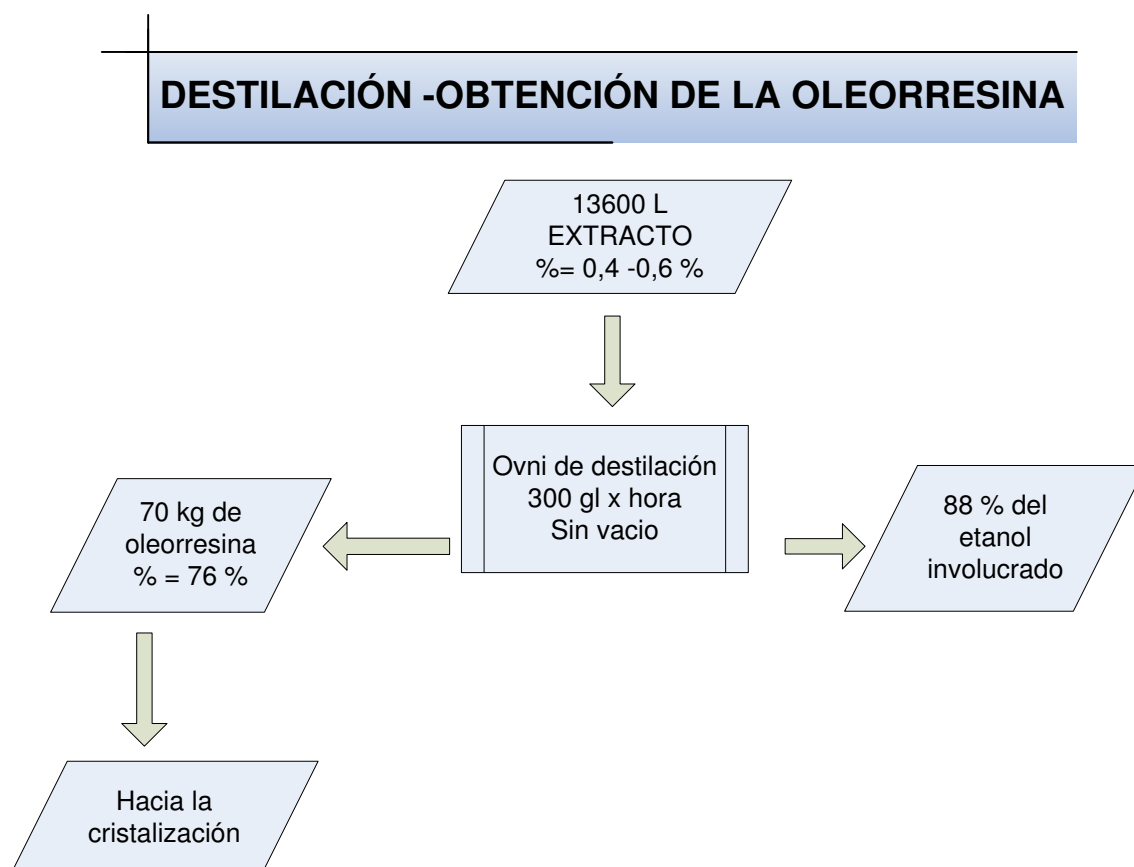 DESTILACIÓN -OBTENCIÓN DE LA OLEORRESINA
13600 L
EXTRACTO
%= 0,4 -0,6 %
Ovni de destilación
300 gl x hora
Sin vacio
70 kg de
oleorresina
% = 76 %
88 % del
etanol
involucrado
Hacia la
cristalización